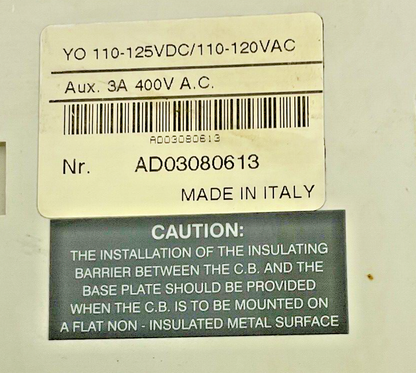 YO 110-125VDC/110-120VAC
Aux. 3A 400V A.C.
AD03080613
Nr. AD03080613
MADE IN ITALY
CAUTION:
THE INSTALLATION OF THE INSULATING
BARRIER BETWEEN THE C.B. AND THE
BASE PLATE SHOULD BE PROVIDED
WHEN THE C.B. IS TO BE MOUNTED ON
A FLAT NON - INSULATED METAL SURFACE